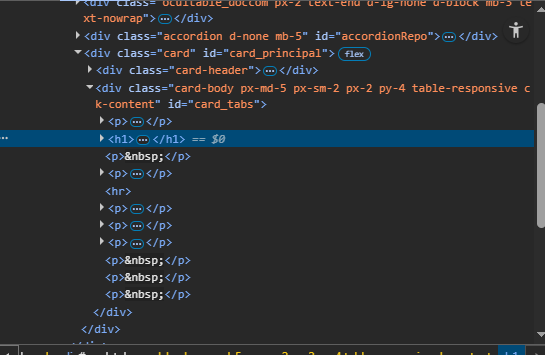 <div class="ocultable_doccom px-2 text-end d-lg-none d-block mb-5 te
xt-nowrap">…</div>
<div class="accordion d-none mb-5" id="accordionRepo">…</div>
<div class="card" id="card_principal"> flex
<div class="card-header">…</div>
<div class="card-body px-md-5 px-sm-2 px-2 py-4 table-responsive c
k-content" id="card_tabs">
<p>…</p>
… <h1>…</h1> == $0
<p>&nbsp;</p>
<p>…</p>
<hr>
<p>…</p>
<p>…</p>
<p>…</p>
<p>&nbsp;</p>
<p>&nbsp;</p>
<p>&nbsp;</p>
</div>
</div>